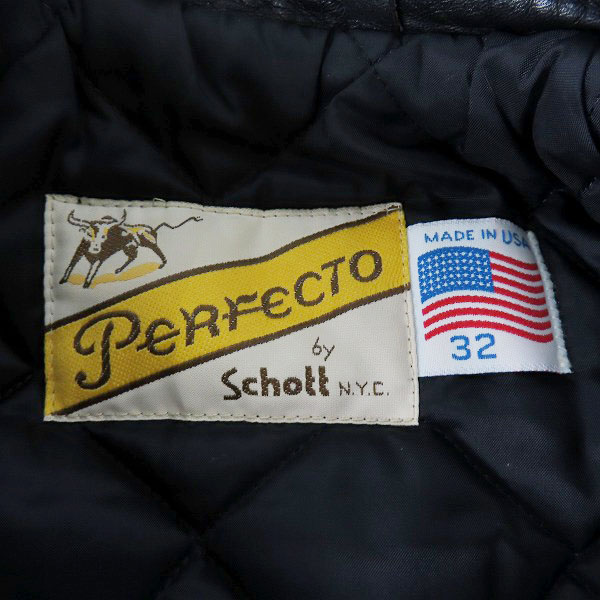 PERFECTO
by
Schott N.Y.C.
MADE IN USA
32